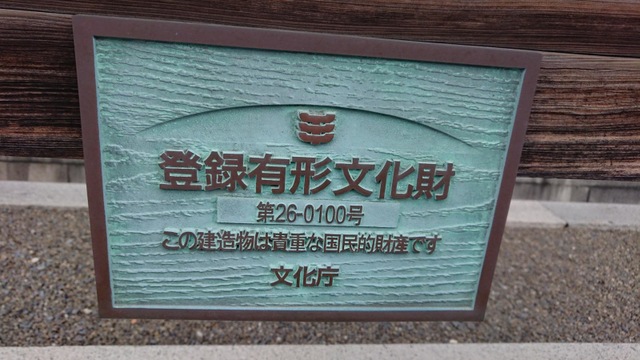 登録有形文化財
第26-0100号
この建造物は貴重な国民的財産です
文化庁